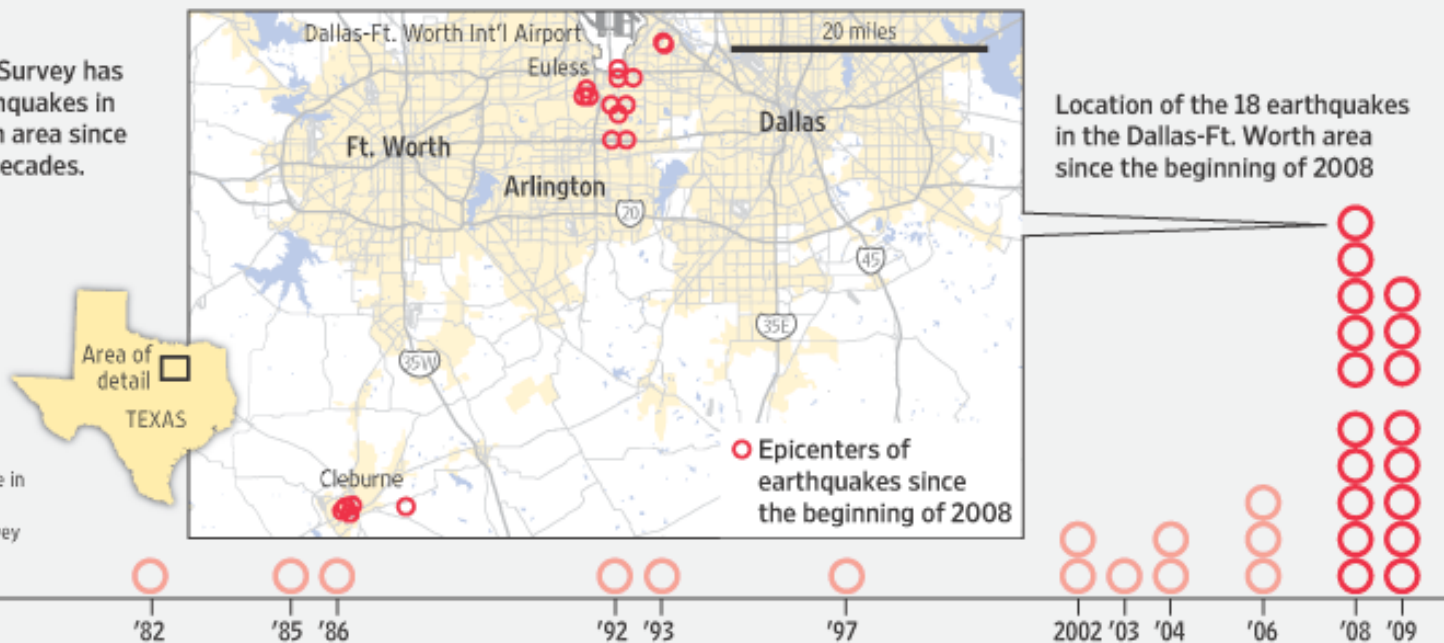 Survey has
quakes in
area since
ecades.
Dallas-Ft. Worth Int'l Airport
Euless
20 miles
Ft. Worth
Dallas
Arlington
20
45
35E
35W
Cleburne
Epicenters of
earthquakes since
the beginning of 2008
Location of the 18 earthquakes
in the Dallas-Ft. Worth area
since the beginning of 2008
Area of
detail
TEXAS
e in
ey
'82 '85 '86 '92 '93 '97 2002 '03 '04 '06 '08 '09